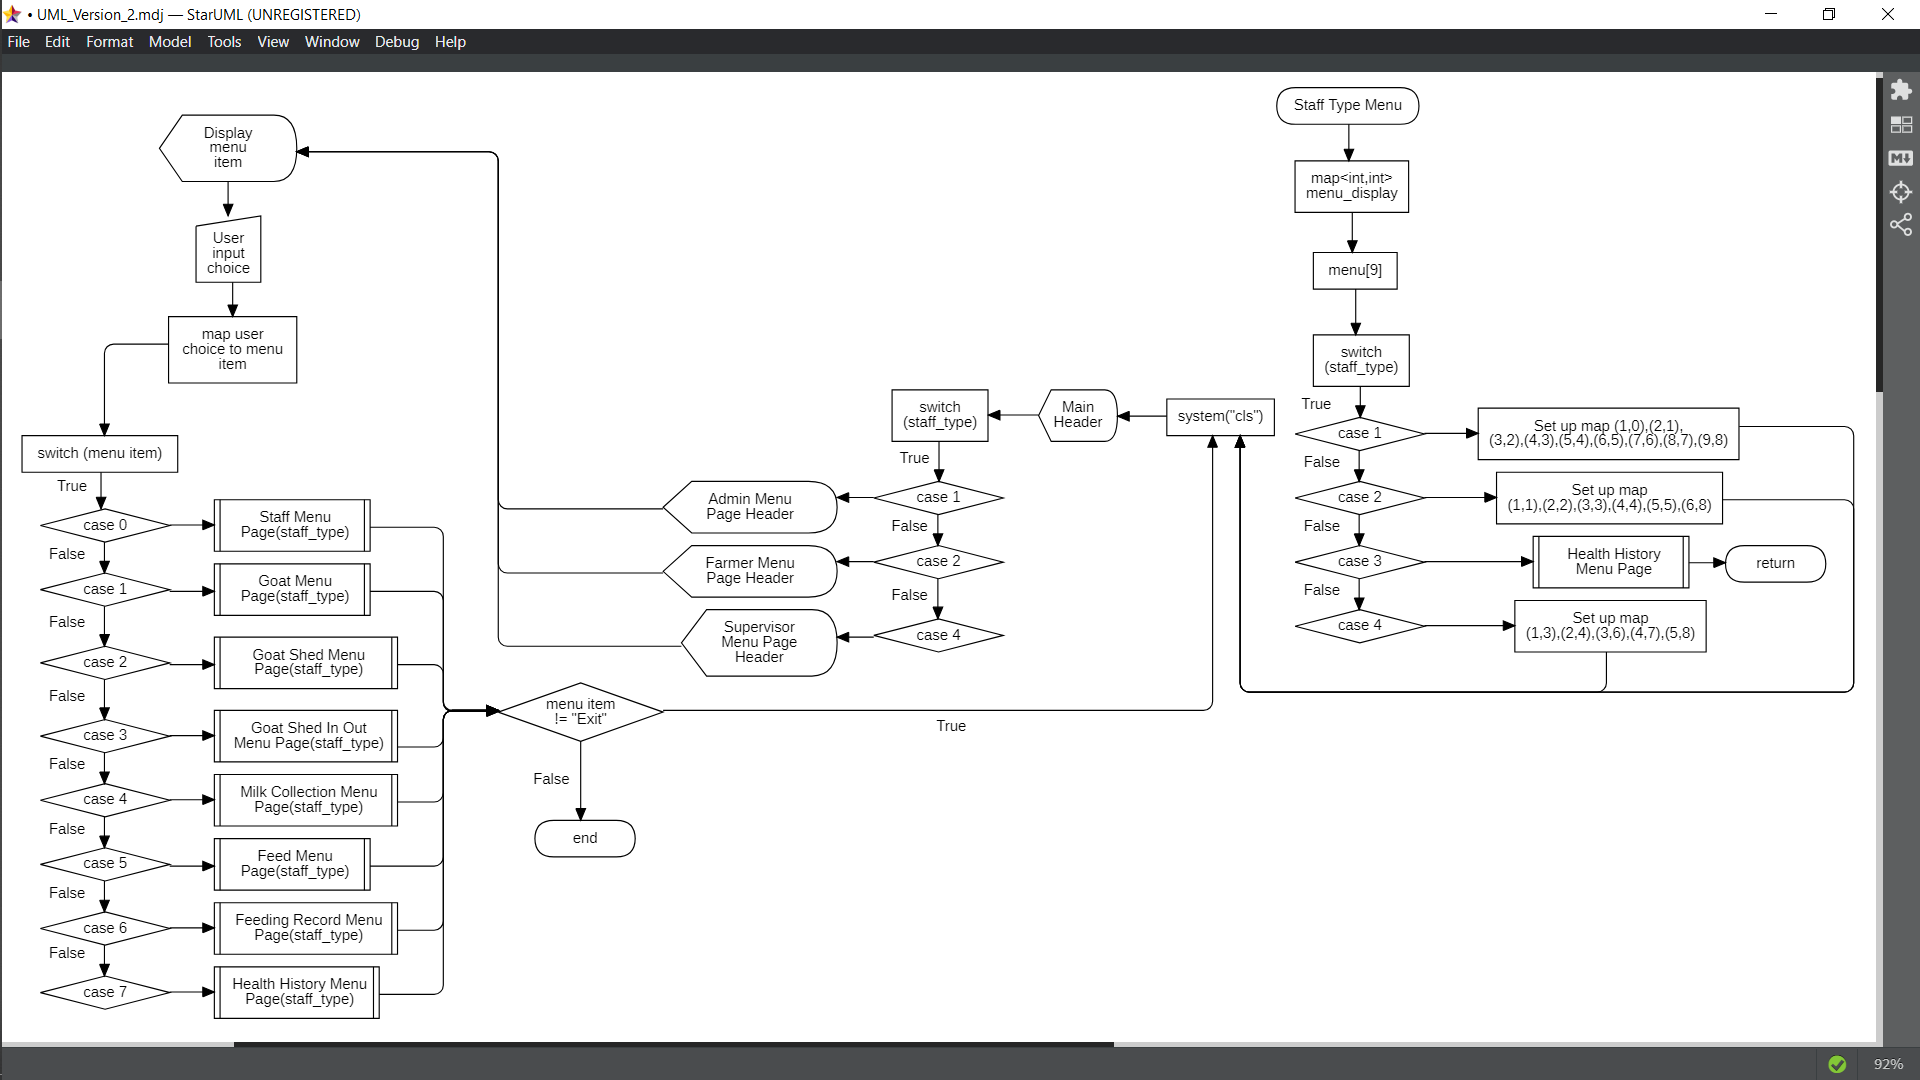 • UML_Version_2.mdj — StarUML (UNREGISTERED)
File Edit Format Model Tools View Window Debug Help
Display
menu
item
User
input
choice
map user
choice to menu
item
switch (menu item)
True
case 0
Staff Menu
Page(staff_type)
False
case 1
Goat Menu
Page(staff_type)
False
case 2
Goat Shed Menu
Page(staff_type)
False
case 3
Goat Shed In Out
Menu Page(staff_type)
False
case 4
Milk Collection Menu
Page(staff_type)
False
case 5
Feed Menu
Page(staff_type)
False
case 6
Feeding Record Menu
Page(staff_type)
False
case 7
Health History Menu
Page(staff_type)
menu item
!= "Exit"
True
False
end
system("cls")
Main
Header
switch
(staff_type)
True
case 1
Admin Menu
Page Header
False
case 2
Farmer Menu
Page Header
False
case 4
Supervisor
Menu Page
Header
Staff Type Menu
map<int,int>
menu_display
menu[9]
switch
(staff_type)
True
case 1
Set up map (1,0),(2,1),
(3,2),(4,3),(5,4),(6,5),(7,6),(8,7),(9,8)
False
case 2
Set up map
(1,1),(2,2),(3,3),(4,4),(5,5),(6,8)
False
case 3
Health History
Menu Page
return
False
case 4
Set up map
(1,3),(2,4),(3,6),(4,7),(5,8)
M
92%